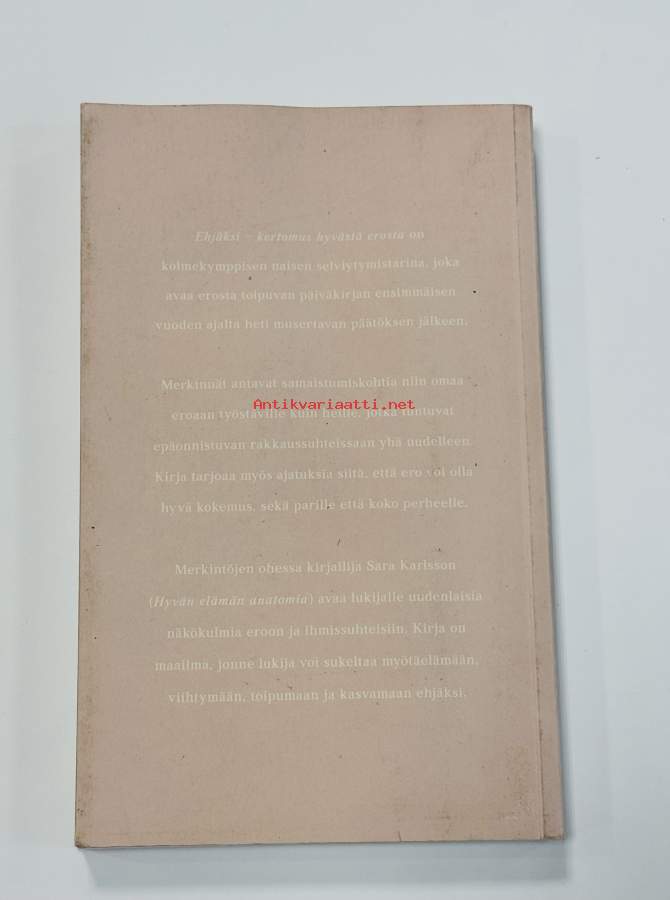 Ehjäksi – kertomus hyvästä erosta on
kolmekymppisen naisen selviytymistarina, joka
avaa erosta toipuvan päiväkirjan ensimmäisen
vuoden ajalta heti musertavan päätöksen jälkeen.
Merkinnät antavat samaistumiskohtia niin omaa
Antikvariaatti.net
eroaan työstäville kuin heille, jotka tuntuvat
epäonnistuvan rakkaussuhteissaan yhä uudelleen.
Kirja tarjoaa myös ajatuksia siitä, että ero voi olla
hyvä kokemus, sekä parille että koko perheelle.
Merkintöjen ohessa kirjailija Sara Karlsson
(Hyvän elämän anatomia) avaa lukijalle uudenlaisia
näkökulmia eroon ja ihmissuhteisiin. Kirja on
maailma, jonne lukija voi sukeltaa myötäelämään,
viihtymään, toipumaan ja kasvamaan ehjäksi.